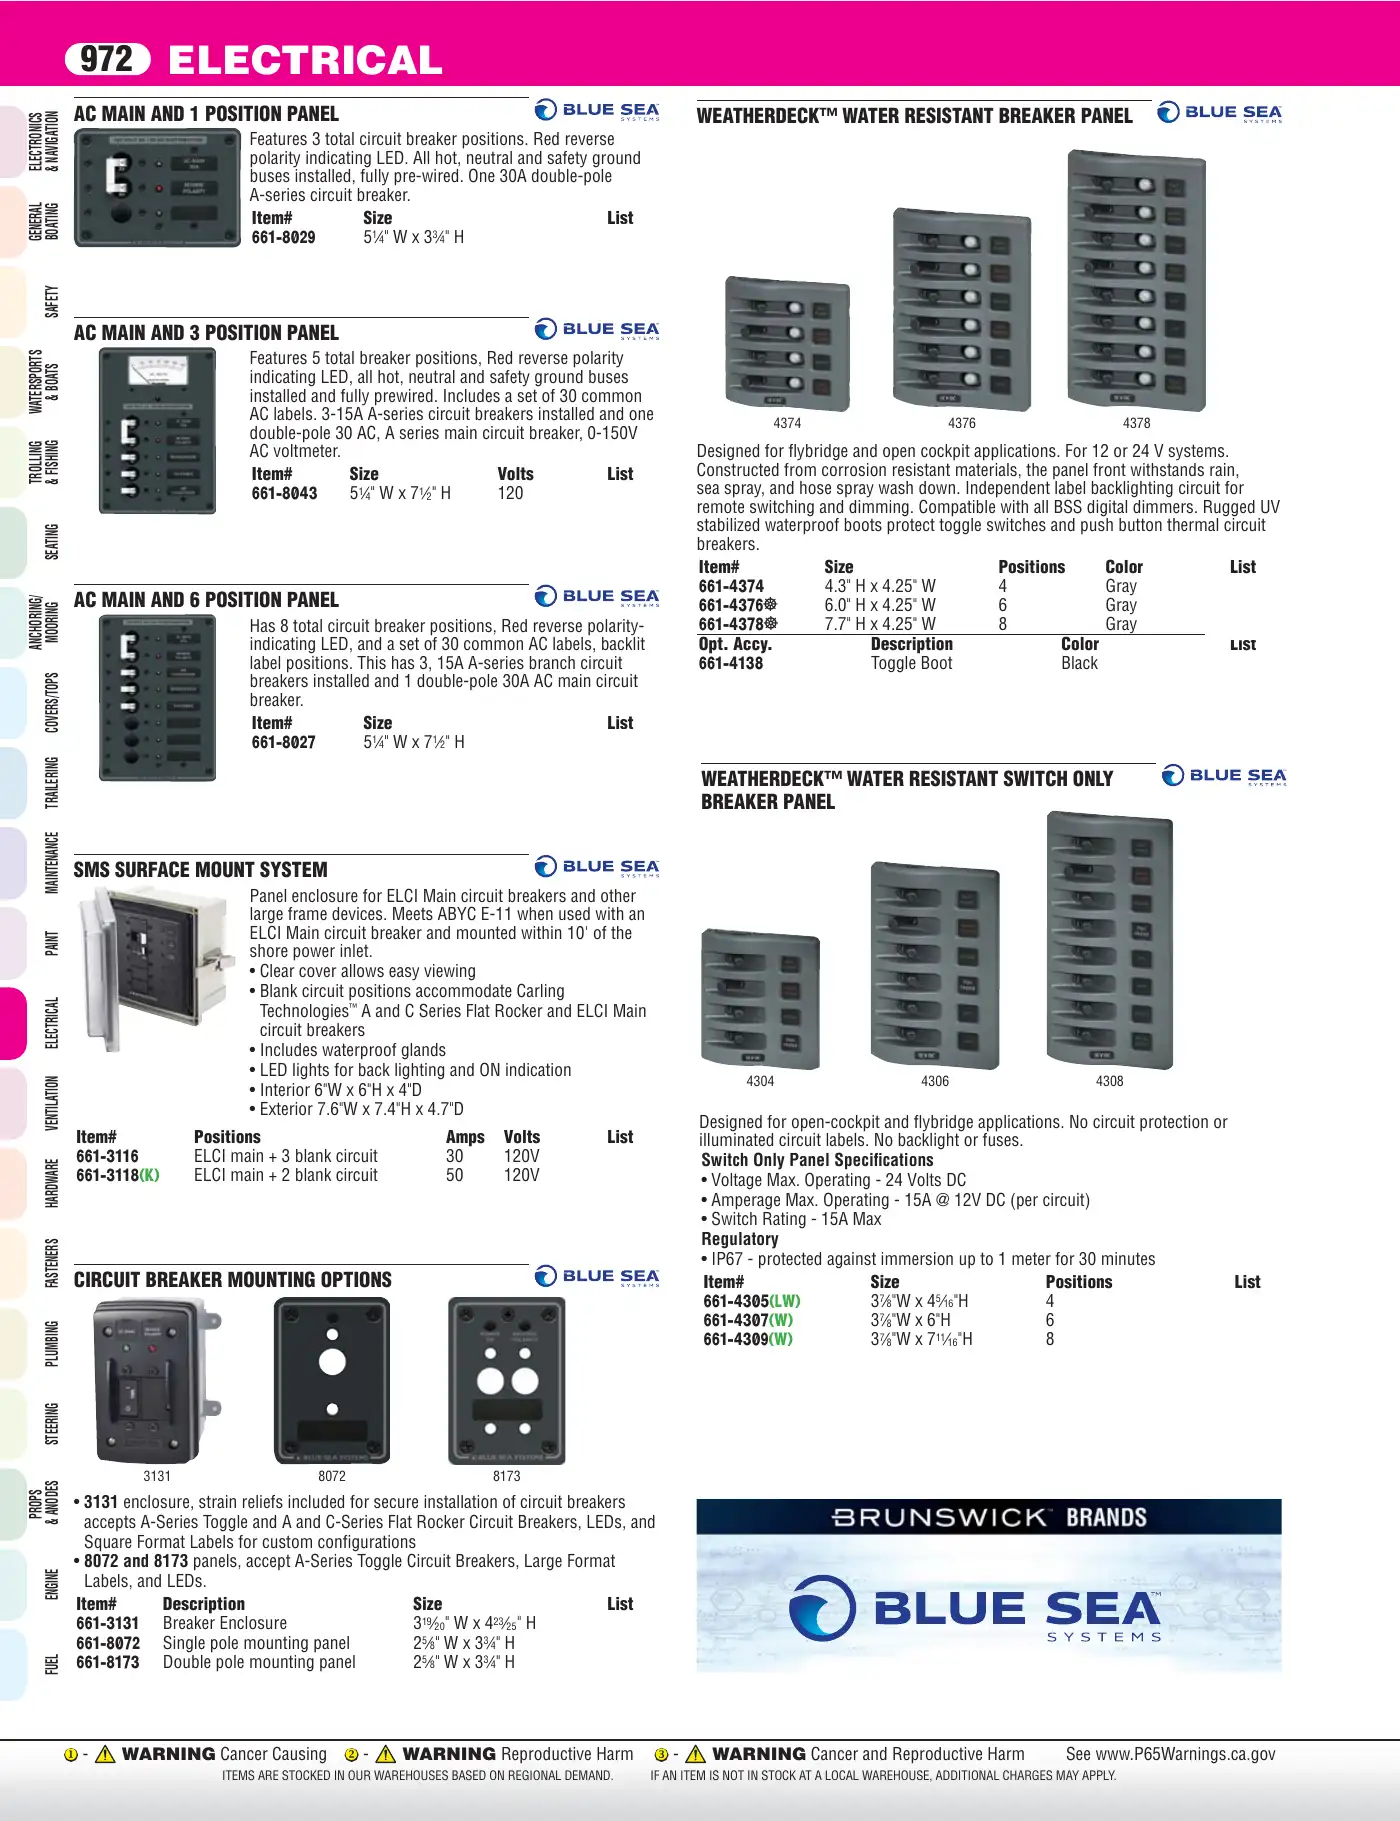 972 ELECTRICAL
ELECTRONICS
& NAVIGATION
GENERAL
BOATING
SAFETY
WATERSPORTS
& BOATS
TROLLING
& FISHING
SEATING
ANCHORING/
MOORING
COVERS/TOPS
TRAILERING
MAINTENANCE
PAINT
ELECTRICAL
VENTILATION
HARDWARE
FASTENERS
PLUMBING
STEERING
PROPS
& ANODES
ENGINE
FUEL
AC MAIN AND 1 POSITION PANEL
BLUE SEA
SYSTEMS
Features 3 total circuit breaker positions. Red reverse
polarity indicating LED. All hot, neutral and safety ground
buses installed, fully pre-wired. One 30A double-pole
A-series circuit breaker.
Item# Size List
661-8029 5¼" W x 3¾" H
AC MAIN AND 3 POSITION PANEL
BLUE SEA
SYSTEMS
Features 5 total breaker positions, Red reverse polarity
indicating LED, all hot, neutral and safety ground buses
installed and fully prewired. Includes a set of 30 common
AC labels. 3-15A A-series circuit breakers installed and one
double-pole 30 AC, A series main circuit breaker, 0-150V
AC voltmeter.
Item# Size Volts List
661-8043 5¼" W x 7½" H 120
AC MAIN AND 6 POSITION PANEL
BLUE SEA
SYSTEMS
Has 8 total circuit breaker positions, Red reverse polarity-
indicating LED, and a set of 30 common AC labels, backlit
label positions. This has 3, 15A A-series branch circuit
breakers installed and 1 double-pole 30A AC main circuit
breaker.
Item# Size List
661-8027 5¼" W x 7½" H
SMS SURFACE MOUNT SYSTEM
BLUE SEA
SYSTEMS
Panel enclosure for ELCI Main circuit breakers and other
large frame devices. Meets ABYC E-11 when used with an
ELCI Main circuit breaker and mounted within 10' of the
shore power inlet.
• Clear cover allows easy viewing
• Blank circuit positions accommodate Carling
Technologies™ A and C Series Flat Rocker and ELCI Main
circuit breakers
• Includes waterproof glands
• LED lights for back lighting and ON indication
• Interior 6"W x 6"H x 4"D
• Exterior 7.6"W x 7.4"H x 4.7"D
Item# Positions Amps Volts List
661-3116 ELCI main + 3 blank circuit 30 120V
661-3118(K) ELCI main + 2 blank circuit 50 120V
CIRCUIT BREAKER MOUNTING OPTIONS
BLUE SEA
SYSTEMS
3131 8072 8173
• 3131 enclosure, strain reliefs included for secure installation of circuit breakers
accepts A-Series Toggle and A and C-Series Flat Rocker Circuit Breakers, LEDs, and
Square Format Labels for custom configurations
• 8072 and 8173 panels, accept A-Series Toggle Circuit Breakers, Large Format
Labels, and LEDs.
Item# Description Size List
661-3131 Breaker Enclosure 3¹⁹⁄₂₀" W x 4²³⁄₂₅" H
661-8072 Single pole mounting panel 2⅝" W x 3¾" H
661-8173 Double pole mounting panel 2⅝" W x 3¾" H
WEATHERDECK™ WATER RESISTANT BREAKER PANEL
BLUE SEA
SYSTEMS
4374 4376 4378
Designed for flybridge and open cockpit applications. For 12 or 24 V systems.
Constructed from corrosion resistant materials, the panel front withstands rain,
sea spray, and hose spray wash down. Independent label backlighting circuit for
remote switching and dimming. Compatible with all BSS digital dimmers. Rugged UV
stabilized waterproof boots protect toggle switches and push button thermal circuit
breakers.
Item# Size Positions Color List
661-4374 4.3" H x 4.25" W 4 Gray
661-4376 6.0" H x 4.25" W 6 Gray
661-4378 7.7" H x 4.25" W 8 Gray
Opt. Accy. Description Color List
661-4138 Toggle Boot Black
WEATHERDECK™ WATER RESISTANT SWITCH ONLY
BREAKER PANEL
BLUE SEA
SYSTEMS
4304 4306 4308
Designed for open-cockpit and flybridge applications. No circuit protection or
illuminated circuit labels. No backlight or fuses.
Switch Only Panel Specifications
• Voltage Max. Operating - 24 Volts DC
• Amperage Max. Operating - 15A @ 12V DC (per circuit)
• Switch Rating - 15A Max
Regulatory
• IP67 - protected against immersion up to 1 meter for 30 minutes
Item# Size Positions List
661-4305(LW) 3⅞"W x 4⁵⁄₁₆"H 4
661-4307(W) 3⅞"W x 6"H 6
661-4309(W) 3⅞"W x 7¹¹⁄₁₆"H 8
BRUNSWICK™ BRANDS
BLUE SEA™
SYSTEMS
1 - WARNING Cancer Causing 2 - WARNING Reproductive Harm 3 - WARNING Cancer and Reproductive Harm See www.P65Warnings.ca.gov
ITEMS ARE STOCKED IN OUR WAREHOUSES BASED ON REGIONAL DEMAND. IF AN ITEM IS NOT IN STOCK AT A LOCAL WAREHOUSE, ADDITIONAL CHARGES MAY APPLY.